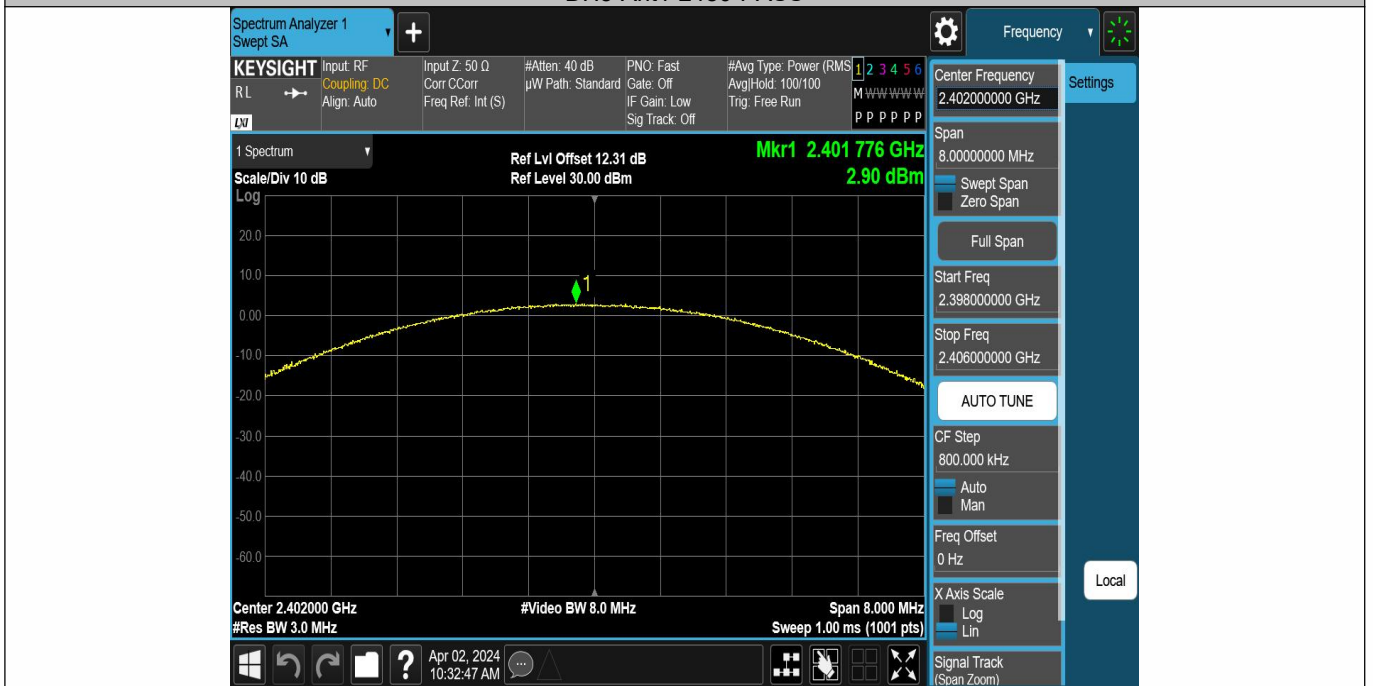 Spectrum Analyzer 1
Swept SA
Frequency
KEYSIGHT
RL
LXI
Input: RF
Coupling: DC
Align: Auto
Input Z: 50 Ω
Corr CCorr
Freq Ref: Int (S)
#Atten: 40 dB
µW Path: Standard
PNO: Fast
Gate: Off
IF Gain: Low
Sig Track: Off
#Avg Type: Power (RMS
Avg|Hold: 100/100
Trig: Free Run
1 2 3 4 5 6
M W W W W W
P P P P P P
1 Spectrum
Scale/Div 10 dB
Ref Lvl Offset 12.31 dB
Ref Level 30.00 dBm
Mkr1 2.401 776 GHz
2.90 dBm
Log
20.0
10.0
0.00
-10.0
-20.0
-30.0
-40.0
-50.0
-60.0
1
Center 2.402000 GHz
#Res BW 3.0 MHz
#Video BW 8.0 MHz
Span 8.000 MHz
Sweep 1.00 ms (1001 pts)
Center Frequency
2.402000000 GHz
Settings
Span
8.00000000 MHz
Swept Span
Zero Span
Full Span
Start Freq
2.398000000 GHz
Stop Freq
2.406000000 GHz
AUTO TUNE
CF Step
800.000 kHz
Auto
Man
Freq Offset
0 Hz
Local
X Axis Scale
Log
Lin
Signal Track
(Span Zoom)
?
Apr 02, 2024
10:32:47 AM